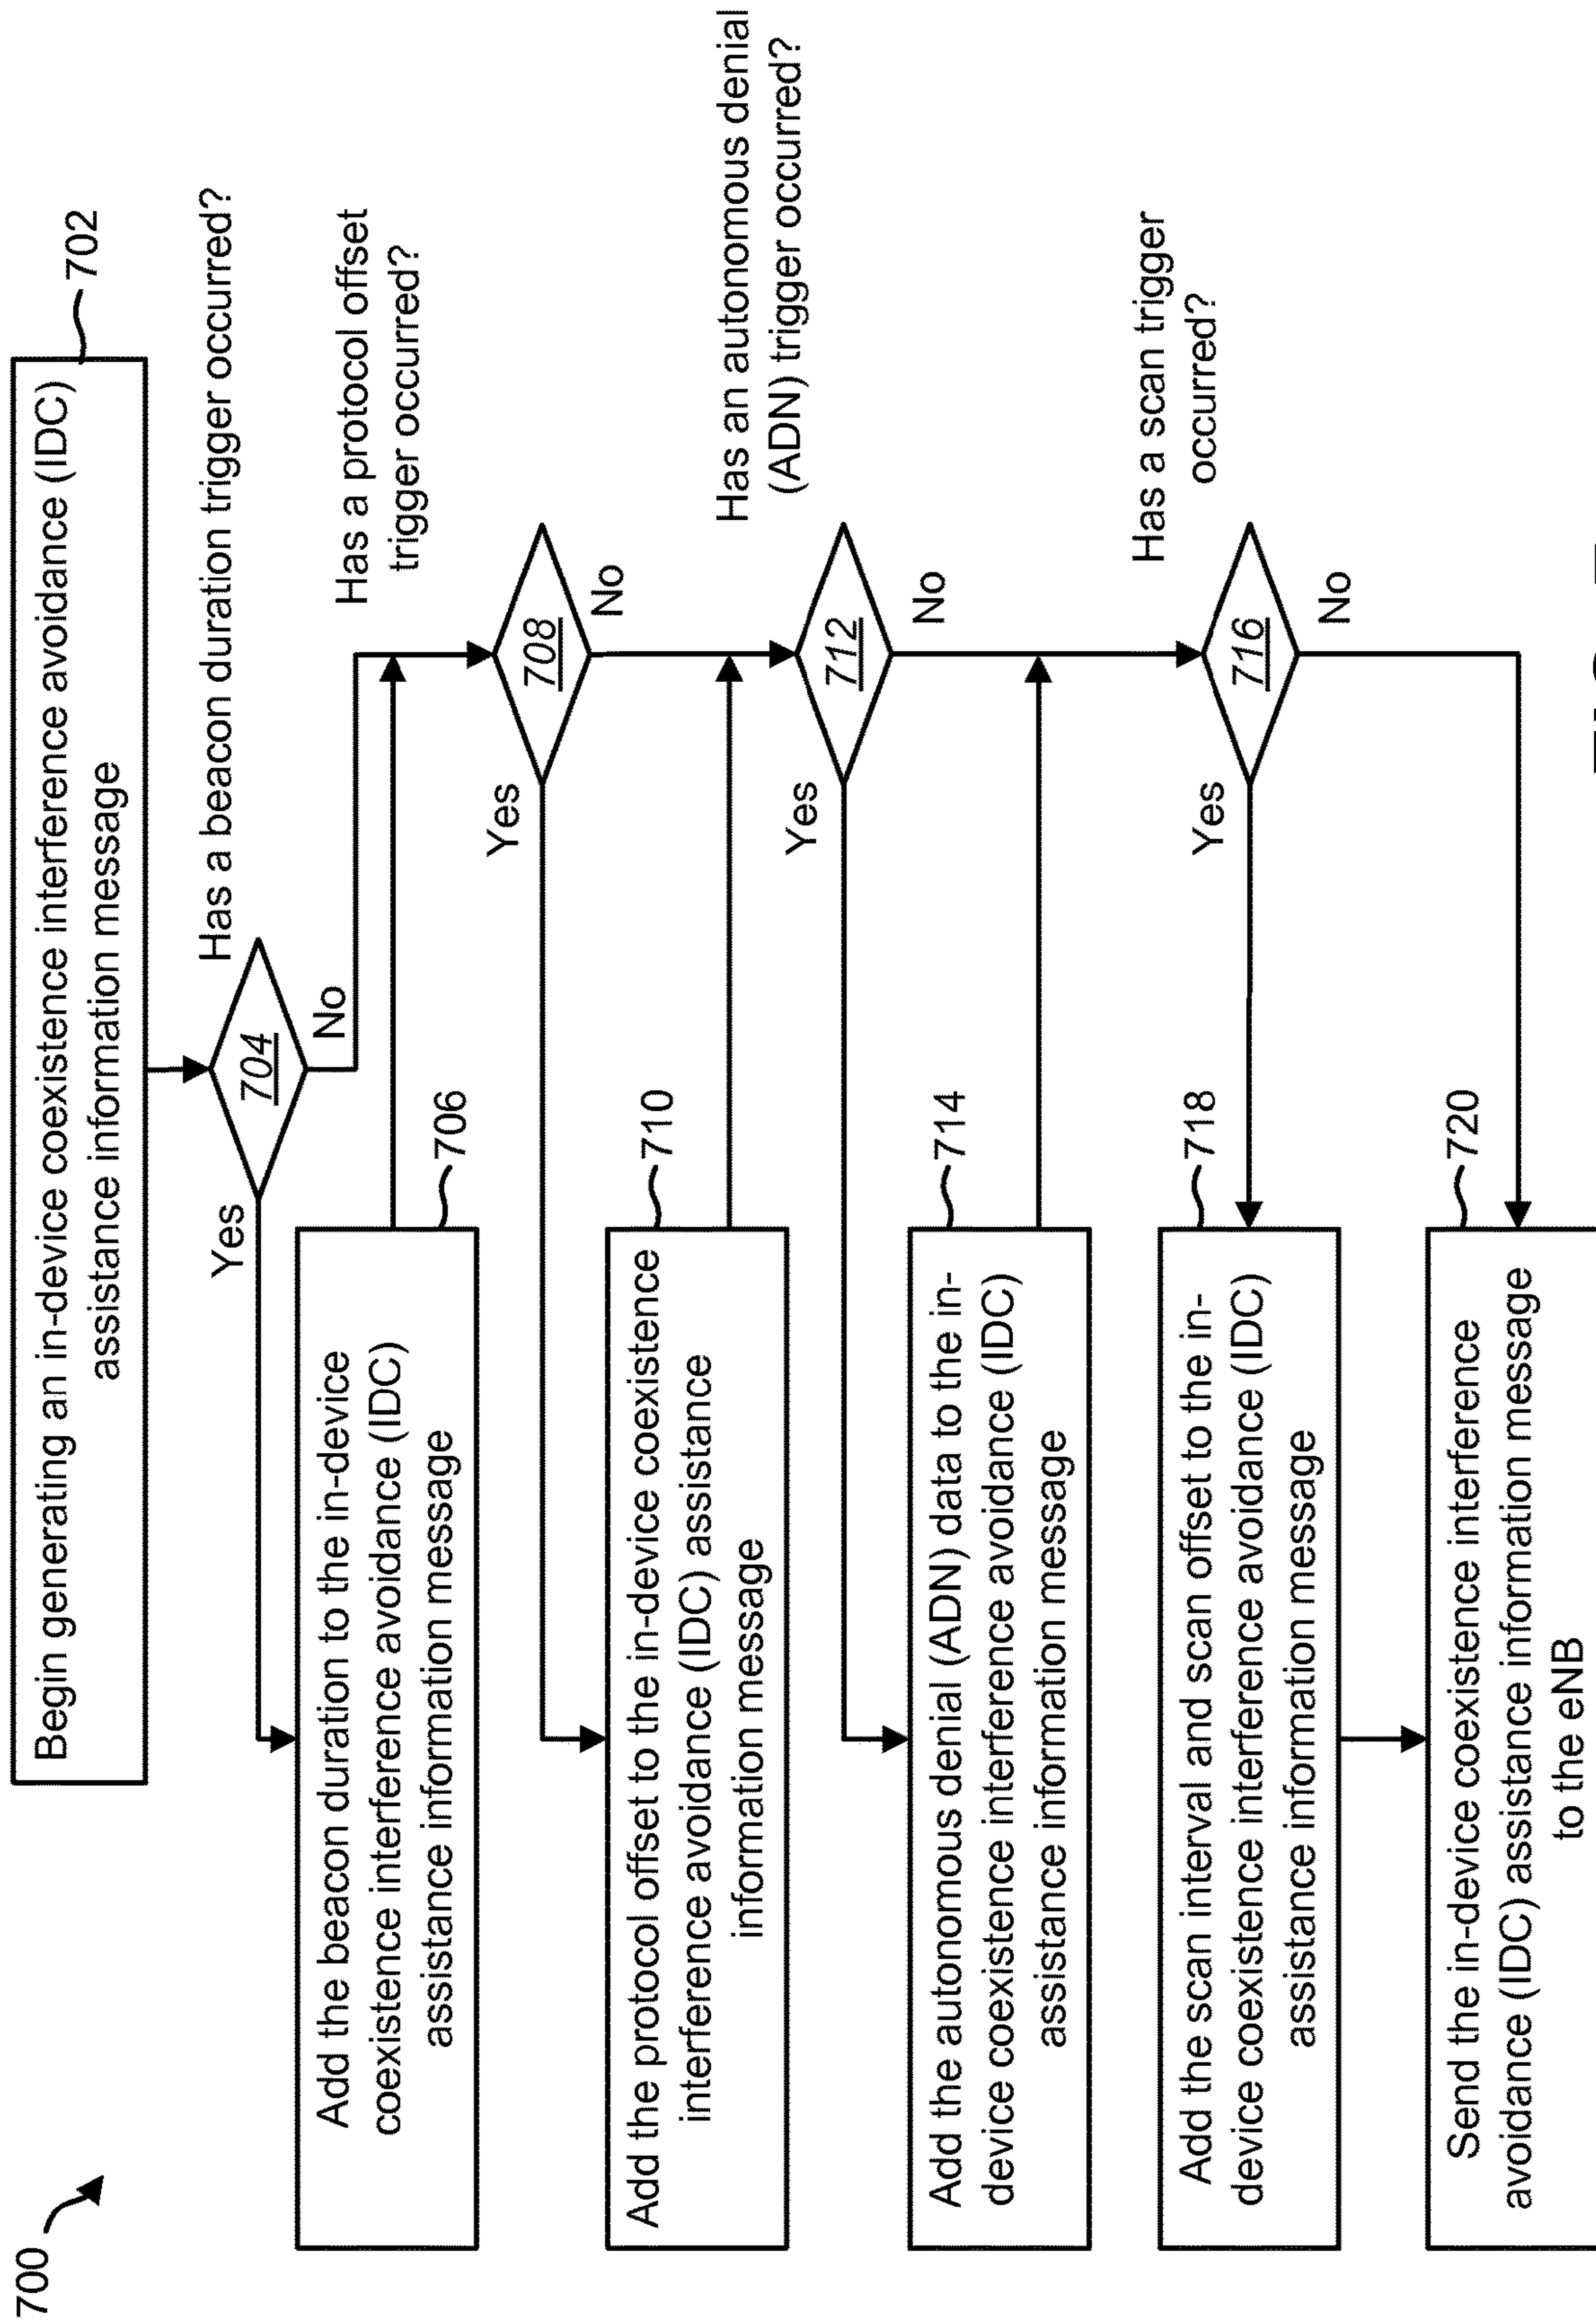 700
Begin generating an in-device coexistence interference avoidance (IDC)
assistance information message
702
Has a beacon duration trigger occurred?
704
Yes
No
Add the beacon duration to the in-device
coexistence interference avoidance (IDC)
assistance information message
706
Has a protocol offset
trigger occurred?
708
Yes
No
Add the protocol offset to the in-device coexistence
interference avoidance (IDC) assistance
information message
710
Has an autonomous denial
(ADN) trigger occurred?
712
Yes
No
Add the autonomous denial (ADN) data to the in-
device coexistence interference avoidance (IDC)
assistance information message
714
Has a scan trigger
occurred?
716
Yes
No
Add the scan interval and scan offset to the in-
device coexistence interference avoidance (IDC)
assistance information message
718
Send the in-device coexistence interference
avoidance (IDC) assistance information message
to the eNB
720